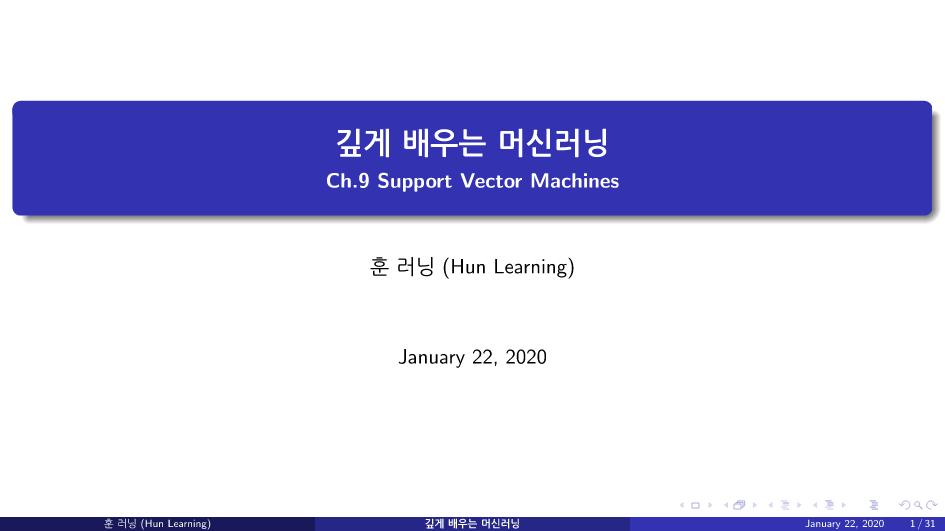 깊게 배우는 머신러닝
Ch.9 Support Vector Machines
훈 러닝 (Hun Learning)
January 22, 2020
훈 러닝 (Hun Learning) 깊게 배우는 머신러닝 January 22, 2020 1 / 31